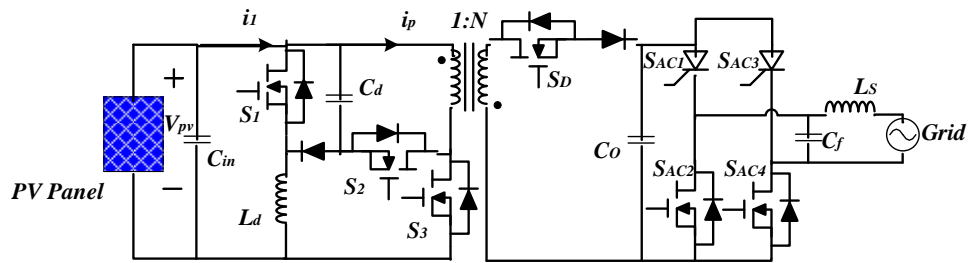 i1
ip
1:N
SAC1
SAC3
+
Vpv
−
PV Panel
Cin
S1
Cd
S2
Ld
S3
SD
CO
SAC2
SAC4
LS
Cf
Grid